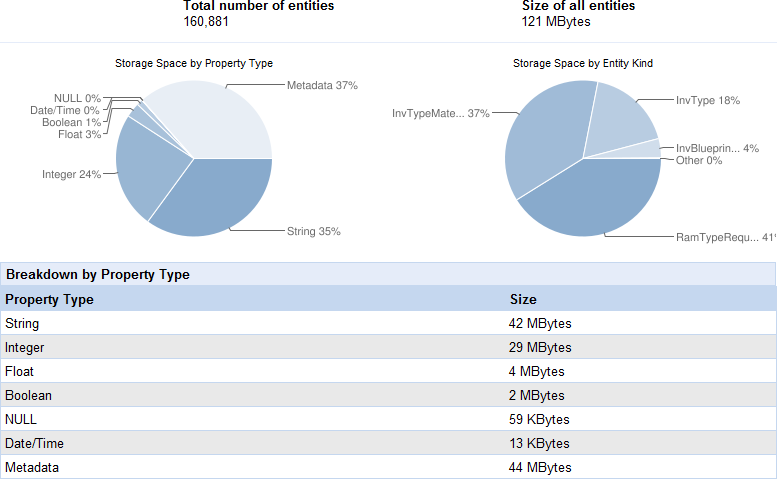 Total number of entities
160,881
Size of all entities
121 MBytes
Storage Space by Property Type
Metadata 37%
NULL 0%
Date/Time 0%
Boolean 1%
Float 3%
Integer 24%
String 35%
Storage Space by Entity Kind
InvType 18%
InvTypeMate... 37%
InvBlueprin... 4%
Other 0%
RamTypeRequ... 41%
Breakdown by Property Type
Property Type Size
String 42 MBytes
Integer 29 MBytes
Float 4 MBytes
Boolean 2 MBytes
NULL 59 KBytes
Date/Time 13 KBytes
Metadata 44 MBytes